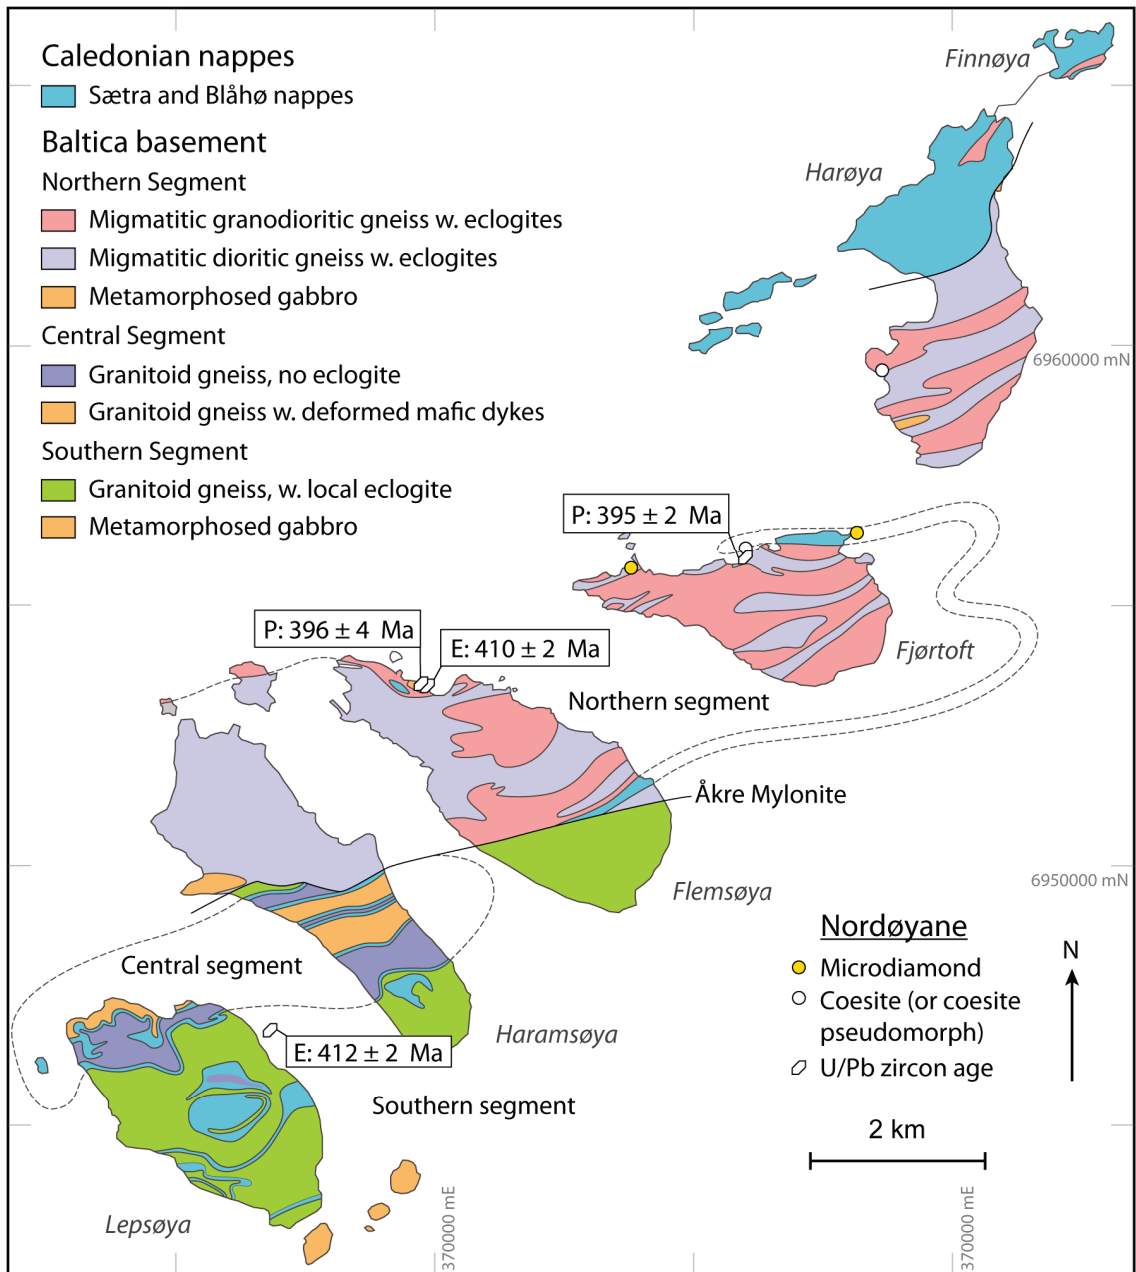 Caledonian nappes
Sætra and Blåhø nappes
Baltica basement
Northern Segment
Migmatitic granodioritic gneiss w. eclogites
Migmatitic dioritic gneiss w. eclogites
Metamorphosed gabbro
Central Segment
Granitoid gneiss, no eclogite
Granitoid gneiss w. deformed mafic dykes
Southern Segment
Granitoid gneiss, w. local eclogite
Metamorphosed gabbro
Finnøya
Harøya
6960000 mN
P: 395 ± 2 Ma
Fjørtoft
P: 396 ± 4 Ma
E: 410 ± 2 Ma
Northern segment
Åkre Mylonite
Flemsøya
6950000 mN
Central segment
Haramsøya
E: 412 ± 2 Ma
Southern segment
Lepsøya
Nordøyane
Microdiamond
Coesite (or coesite
pseudomorph)
U/Pb zircon age
N
2 km
370000 mE
370000 mE